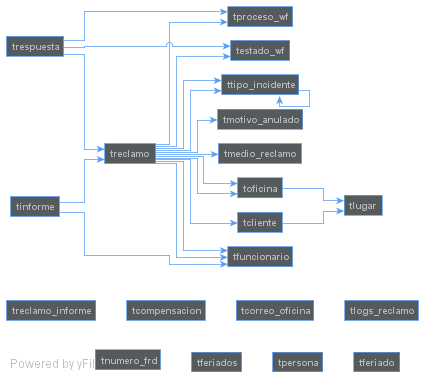 tproceso_wf
trespuesta
testado_wf
ttipo_incidente
tmotivo_anulado
treclamo
tmedio_reclamo
toficina
tinforme
tlugar
tcliente
tfuncionario
treclamo_informe
tcompensacion
tcorreo_oficina
tlogs_reclamo
Powered by yFil
tnumero_frd
tferiados
tpersona
tferiado